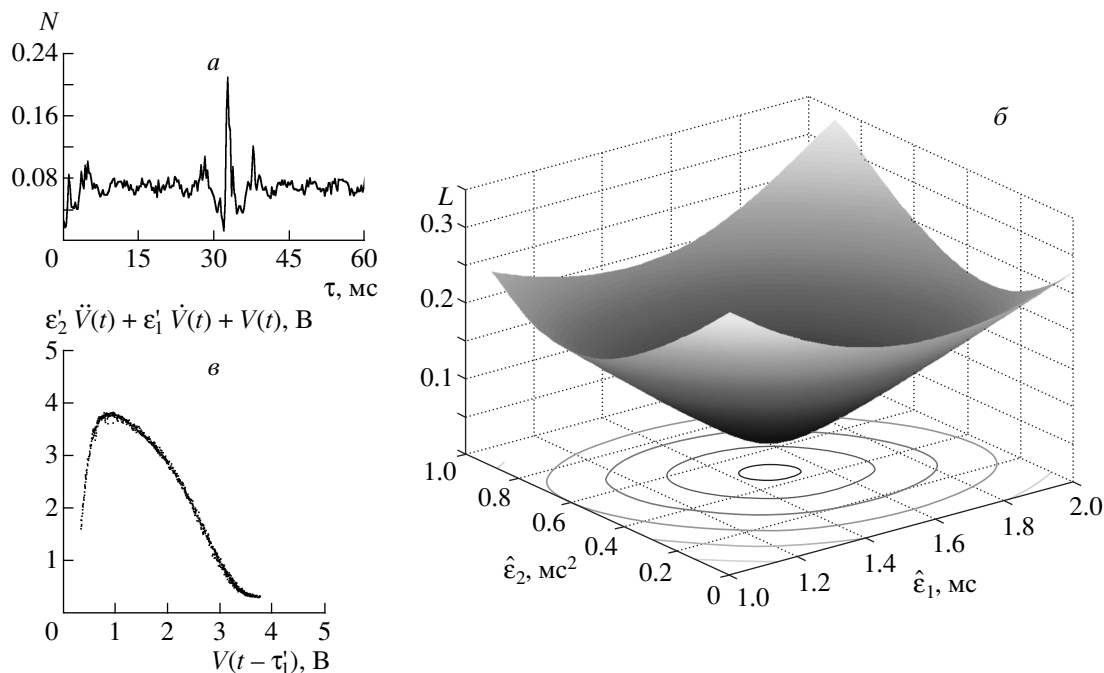 N
0.24
0.16
0.08
а
0 15 30 45 60
τ, мс
ε′₂ V̈(t) + ε′₁ V̇(t) + V(t), В
5
4
3
2
1
в
0 1 2 3 4 5
V(t – τ′₁), В
б
L
0.3
0.2
0.1
1.0
0.8
0.6
0.4
0.2
0
ε̂₂, мс²
1.0
1.2
1.4
1.6
1.8
2.0
ε̂₁, мс